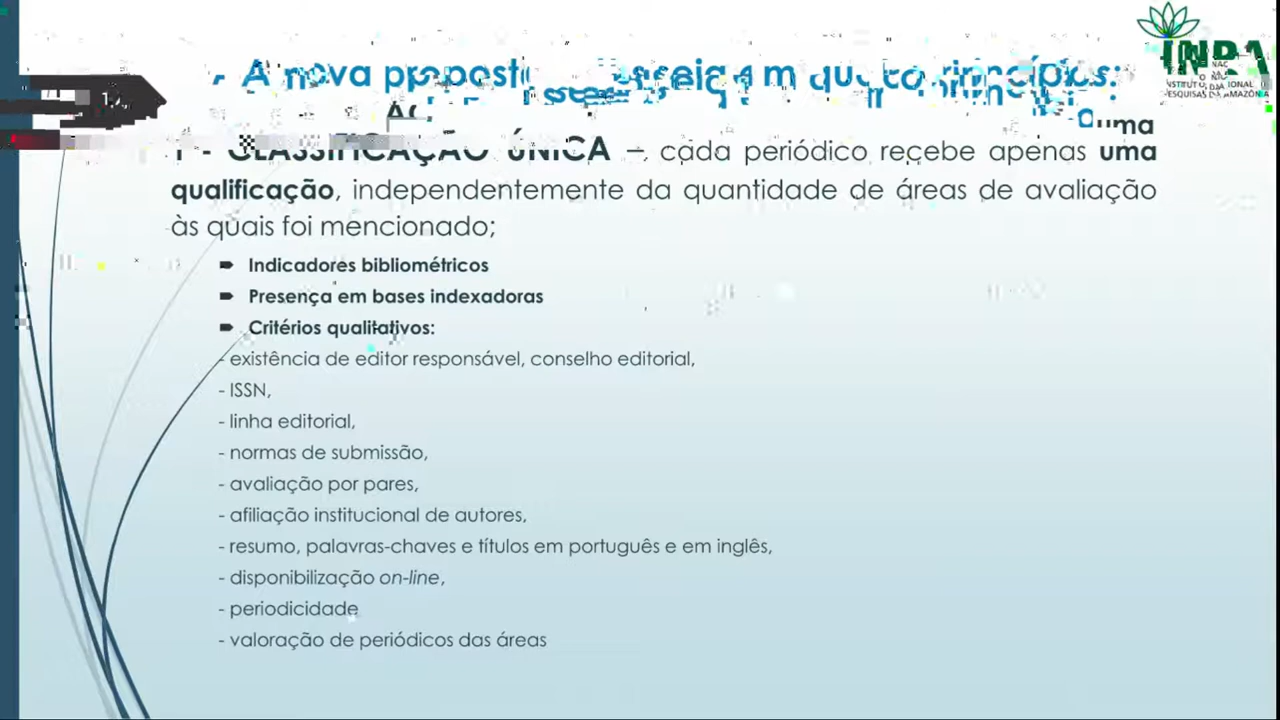 - A nova
uma
1 - CLASSIFICAÇÃO ÚNICA – cada periódico recebe apenas uma
qualificação, independentemente da quantidade de áreas de avaliação
às quais foi mencionado;
Indicadores bibliométricos
Presença em bases indexadoras
Critérios qualitativos:
- existência de editor responsável, conselho editorial,
- ISSN,
- linha editorial,
- normas de submissão,
- avaliação por pares,
- afiliação institucional de autores,
- resumo, palavras-chaves e títulos em português e em inglês,
- disponibilização on-line,
- periodicidade
- valoração de periódicos das áreas
INPA